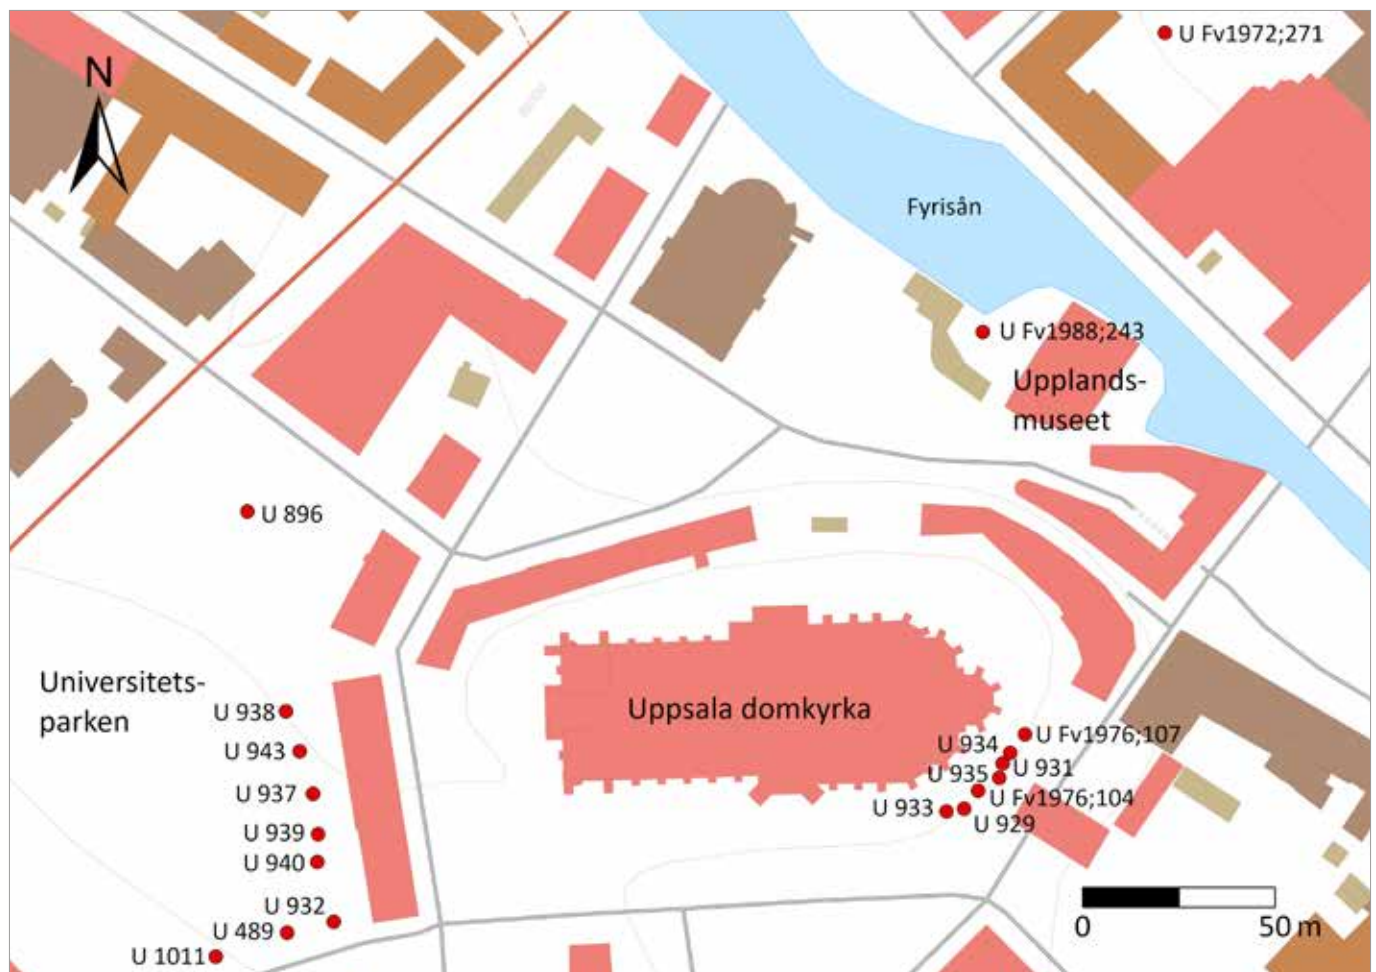 U Fv1972;271
N
Fyrisån
U Fv1988;243
Upplands-
museet
U 896
Universitets-
parken
U 938
Uppsala domkyrka
U Fv1976;107
U 934
U 943
U 931
U 935
U 937
U Fv1976;104
U 933
U 929
U 939
U 940
U 932
U 489
0 50 m
U 1011